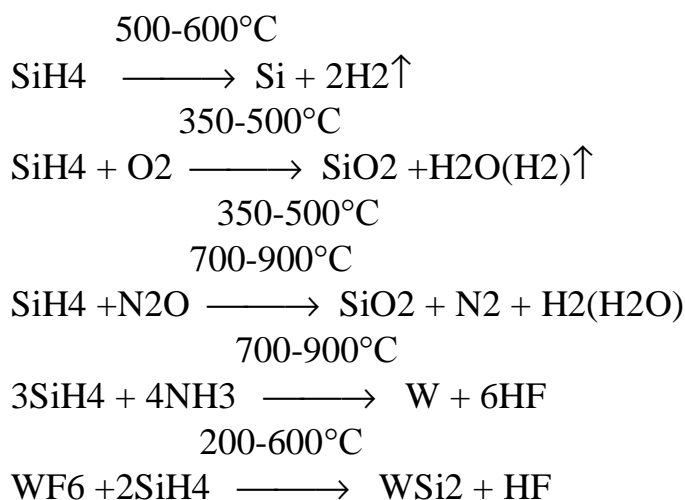 500-600°C
SiH4 ⟶ Si + 2H2↑
350-500°C
SiH4 + O2 ⟶ SiO2 +H2O(H2)↑
350-500°C
700-900°C
SiH4 +N2O ⟶ SiO2 + N2 + H2(H2O)
700-900°C
3SiH4 + 4NH3 ⟶ W + 6HF
200-600°C
WF6 +2SiH4 ⟶ WSi2 + HF